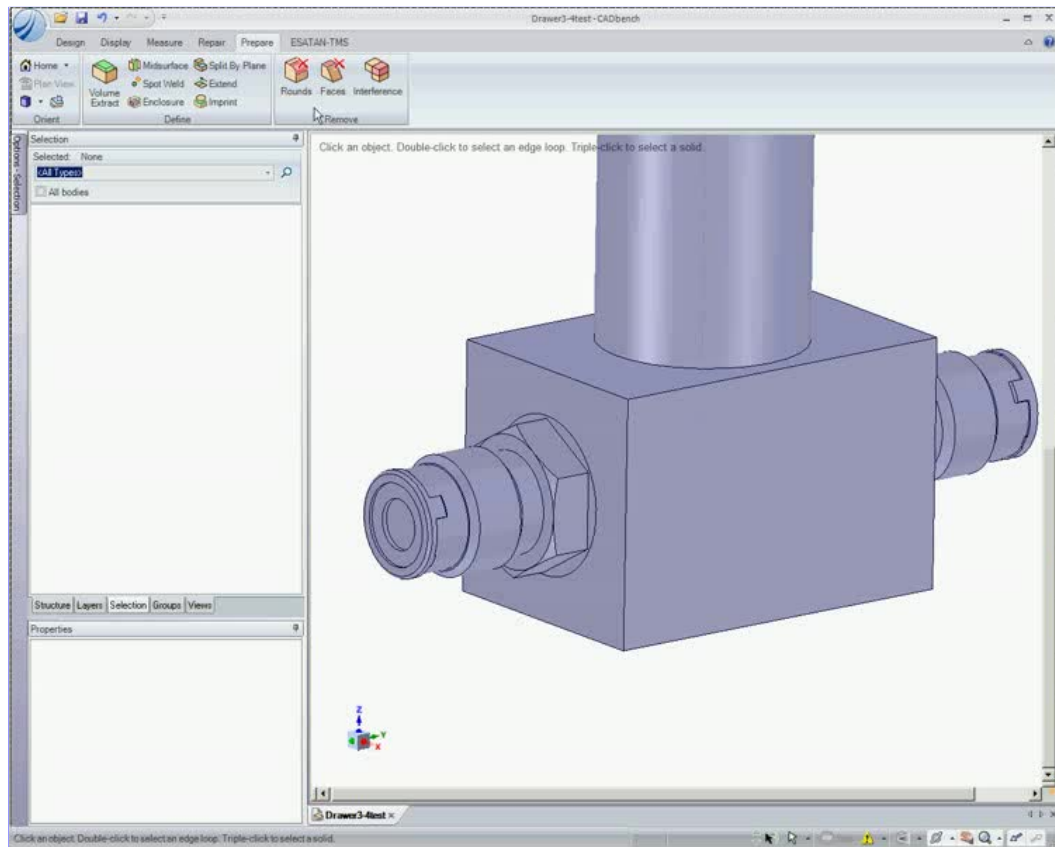 Drawer3-4test - CADbench
Design Display Measure Repair Prepare ESATAN-TMS
Home Midsurface Split By Plane
Plan View Spot Weld Extend
Volume Extract Enclosure Imprint Rounds Faces Interference
Orient Define Remove
Options - Selection
Selection
Selected: None
<All Types>
All bodies
Click an object. Double-click to select an edge loop. Triple-click to select a solid.
Z
Y
X
Structure Layers Selection Groups Views
Properties
Drawer3-4test
Click an object. Double-click to select an edge loop. Triple-click to select a solid.